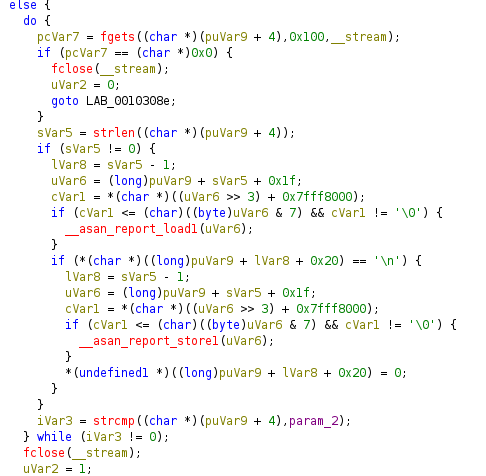 else {
do {
pcVar7 = fgets((char *)(puVar9 + 4),0x100,__stream);
if (pcVar7 == (char *)0x0) {
fclose(__stream);
uVar2 = 0;
goto LAB_0010308e;
}
sVar5 = strlen((char *)(puVar9 + 4));
if (sVar5 != 0) {
lVar8 = sVar5 - 1;
uVar6 = (long)puVar9 + sVar5 + 0x1f;
cVar1 = *(char *)((uVar6 >> 3) + 0x7fff8000);
if (cVar1 <= (char)((byte)uVar6 & 7) && cVar1 != '\0') {
__asan_report_load1(uVar6);
}
if (*(char *)((long)puVar9 + lVar8 + 0x20) == '\n') {
lVar8 = sVar5 - 1;
uVar6 = (long)puVar9 + sVar5 + 0x1f;
cVar1 = *(char *)((uVar6 >> 3) + 0x7fff8000);
if (cVar1 <= (char)((byte)uVar6 & 7) && cVar1 != '\0') {
__asan_report_store1(uVar6);
}
*(undefined1 *)((long)puVar9 + lVar8 + 0x20) = 0;
}
}
iVar3 = strcmp((char *)(puVar9 + 4),param_2);
} while (iVar3 != 0);
fclose(__stream);
uVar2 = 1;